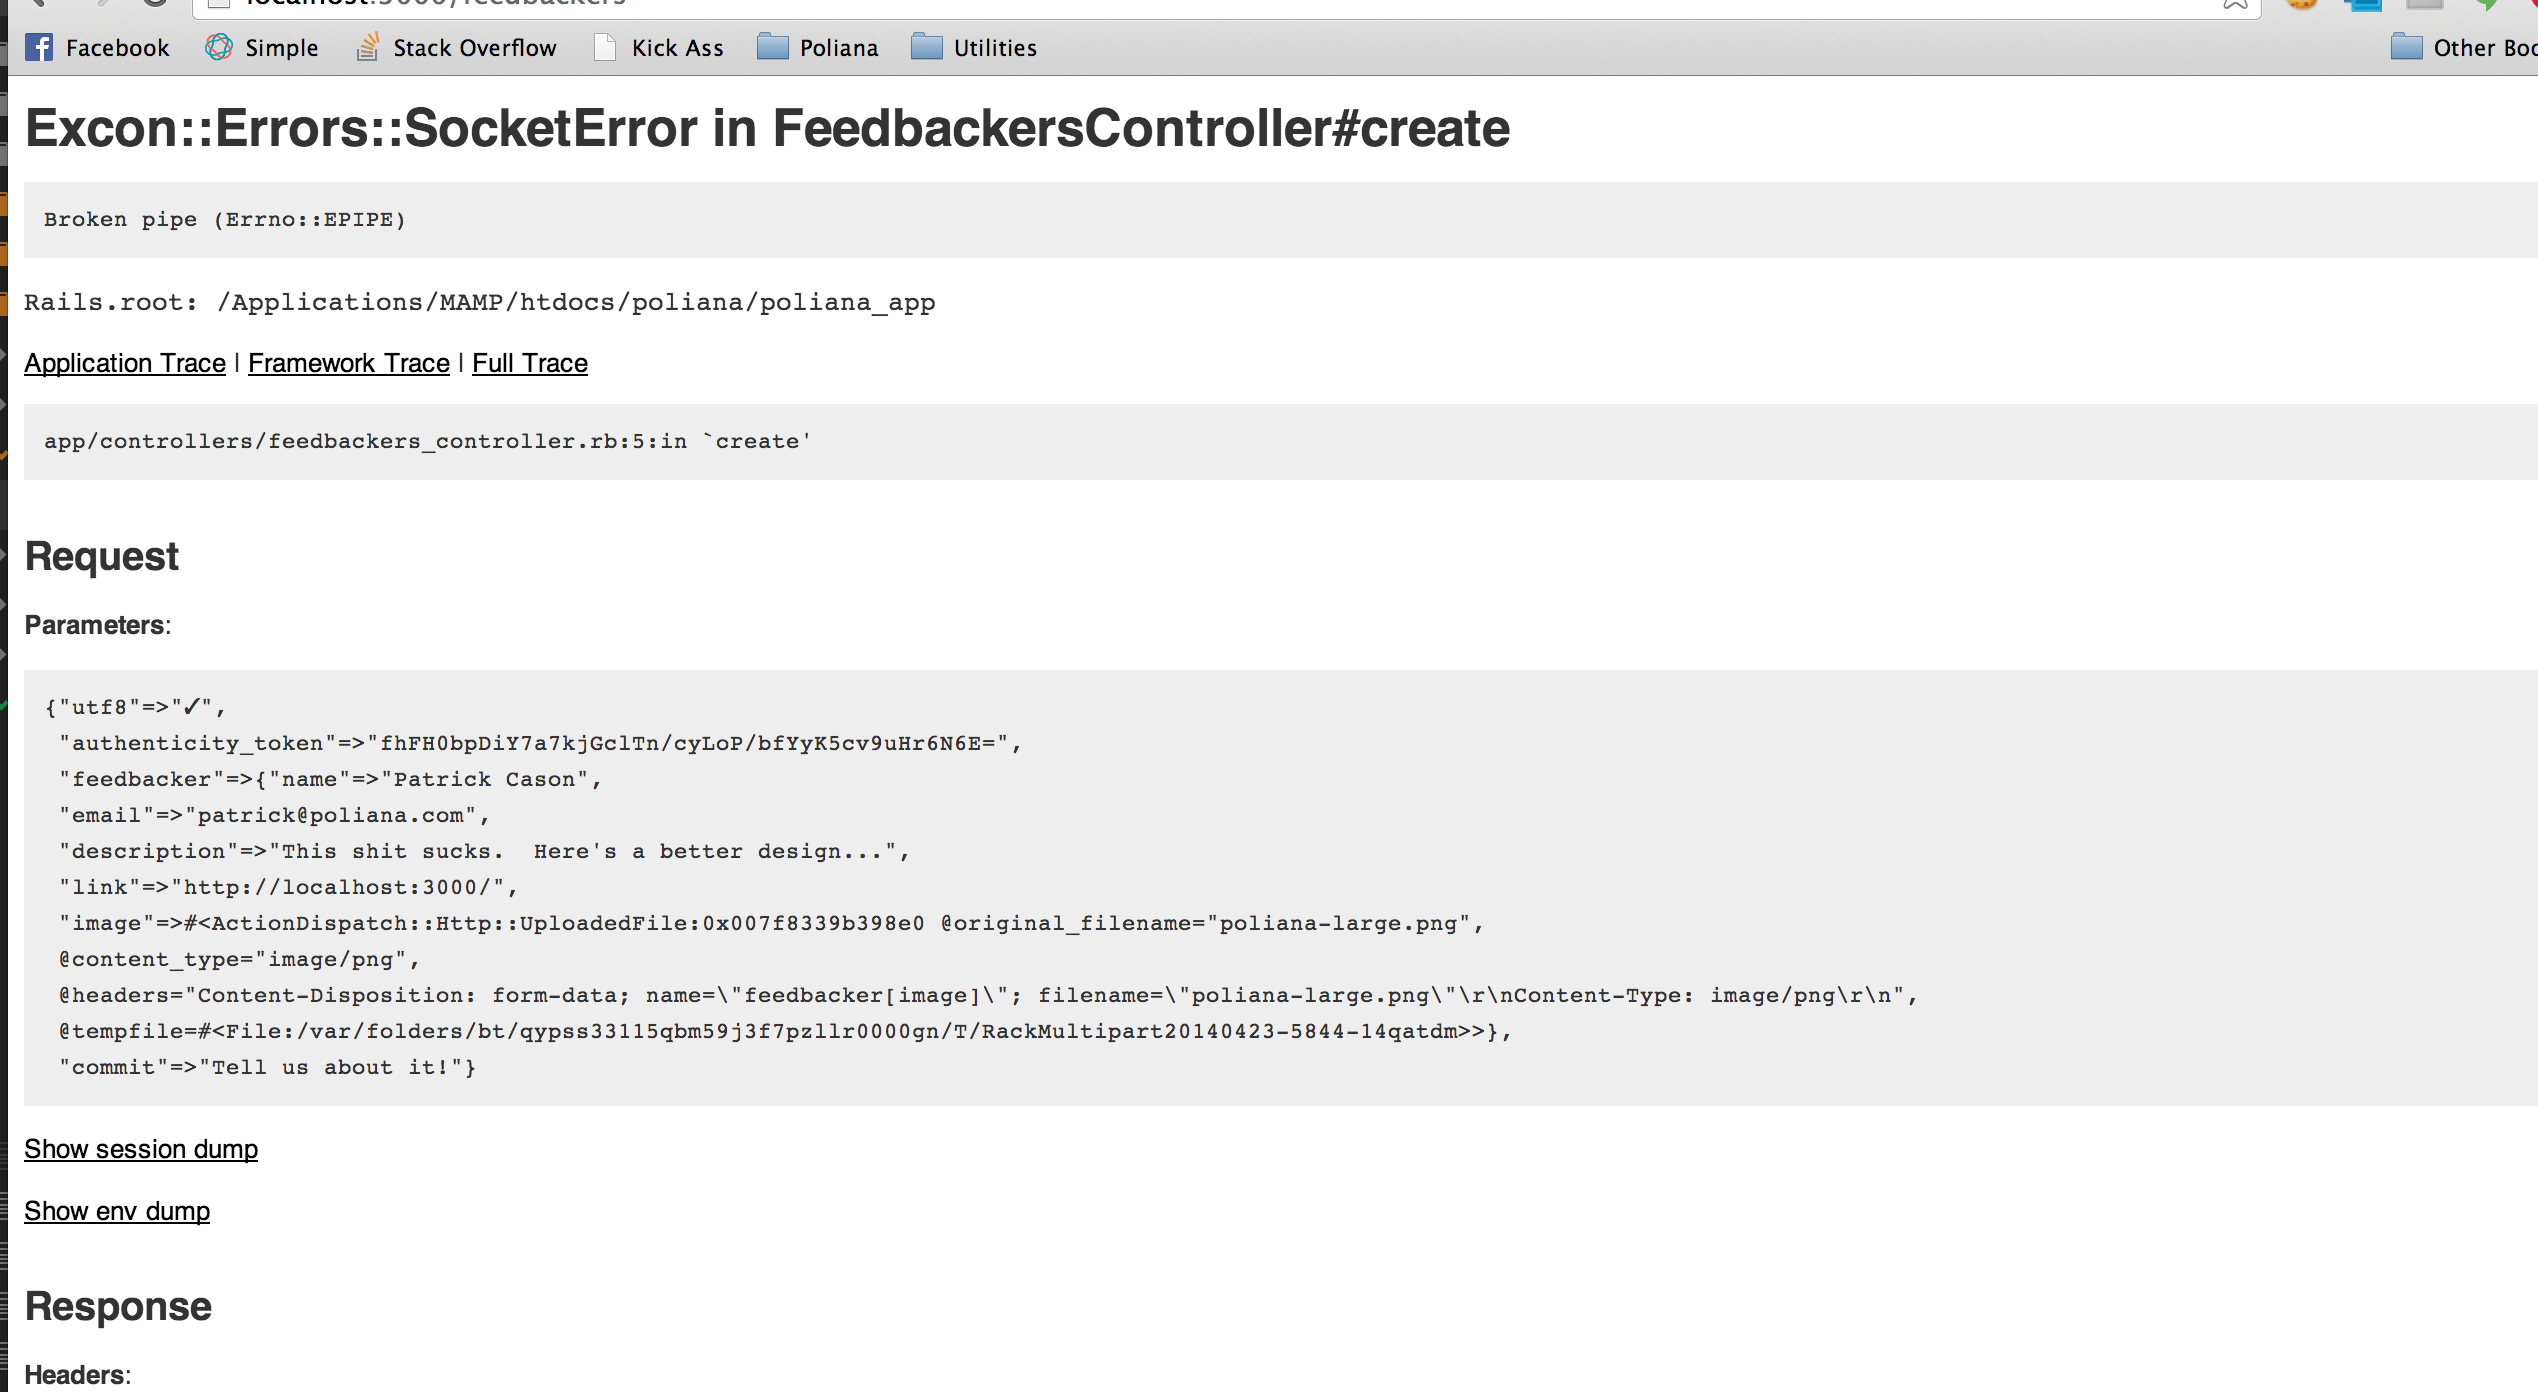 localhost:3000/feedbackers
Facebook Simple Stack Overflow Kick Ass Poliana Utilities Other Boo
Excon::Errors::SocketError in FeedbackersController#create
Broken pipe (Errno::EPIPE)
Rails.root: /Applications/MAMP/htdocs/poliana/poliana_app
Application Trace | Framework Trace | Full Trace
app/controllers/feedbackers_controller.rb:5:in `create'
Request
Parameters:
{"utf8"=>"✓",
"authenticity_token"=>"fhFH0bpDiY7a7kjGclTn/cyLoP/bfYyK5cv9uHr6N6E=",
"feedbacker"=>{"name"=>"Patrick Cason",
"email"=>"patrick@poliana.com",
"description"=>"This shit sucks.  Here's a better design...",
"link"=>"http://localhost:3000/",
"image"=>#<ActionDispatch::Http::UploadedFile:0x007f8339b398e0 @original_filename="poliana-large.png",
@content_type="image/png",
@headers="Content-Disposition: form-data; name=\"feedbacker[image]\"; filename=\"poliana-large.png\"\r\nContent-Type: image/png\r\n",
@tempfile=#<File:/var/folders/bt/qypss33115qbm59j3f7pzllr0000gn/T/RackMultipart20140423-5844-14qatdm>>},
"commit"=>"Tell us about it!"}
Show session dump
Show env dump
Response
Headers: